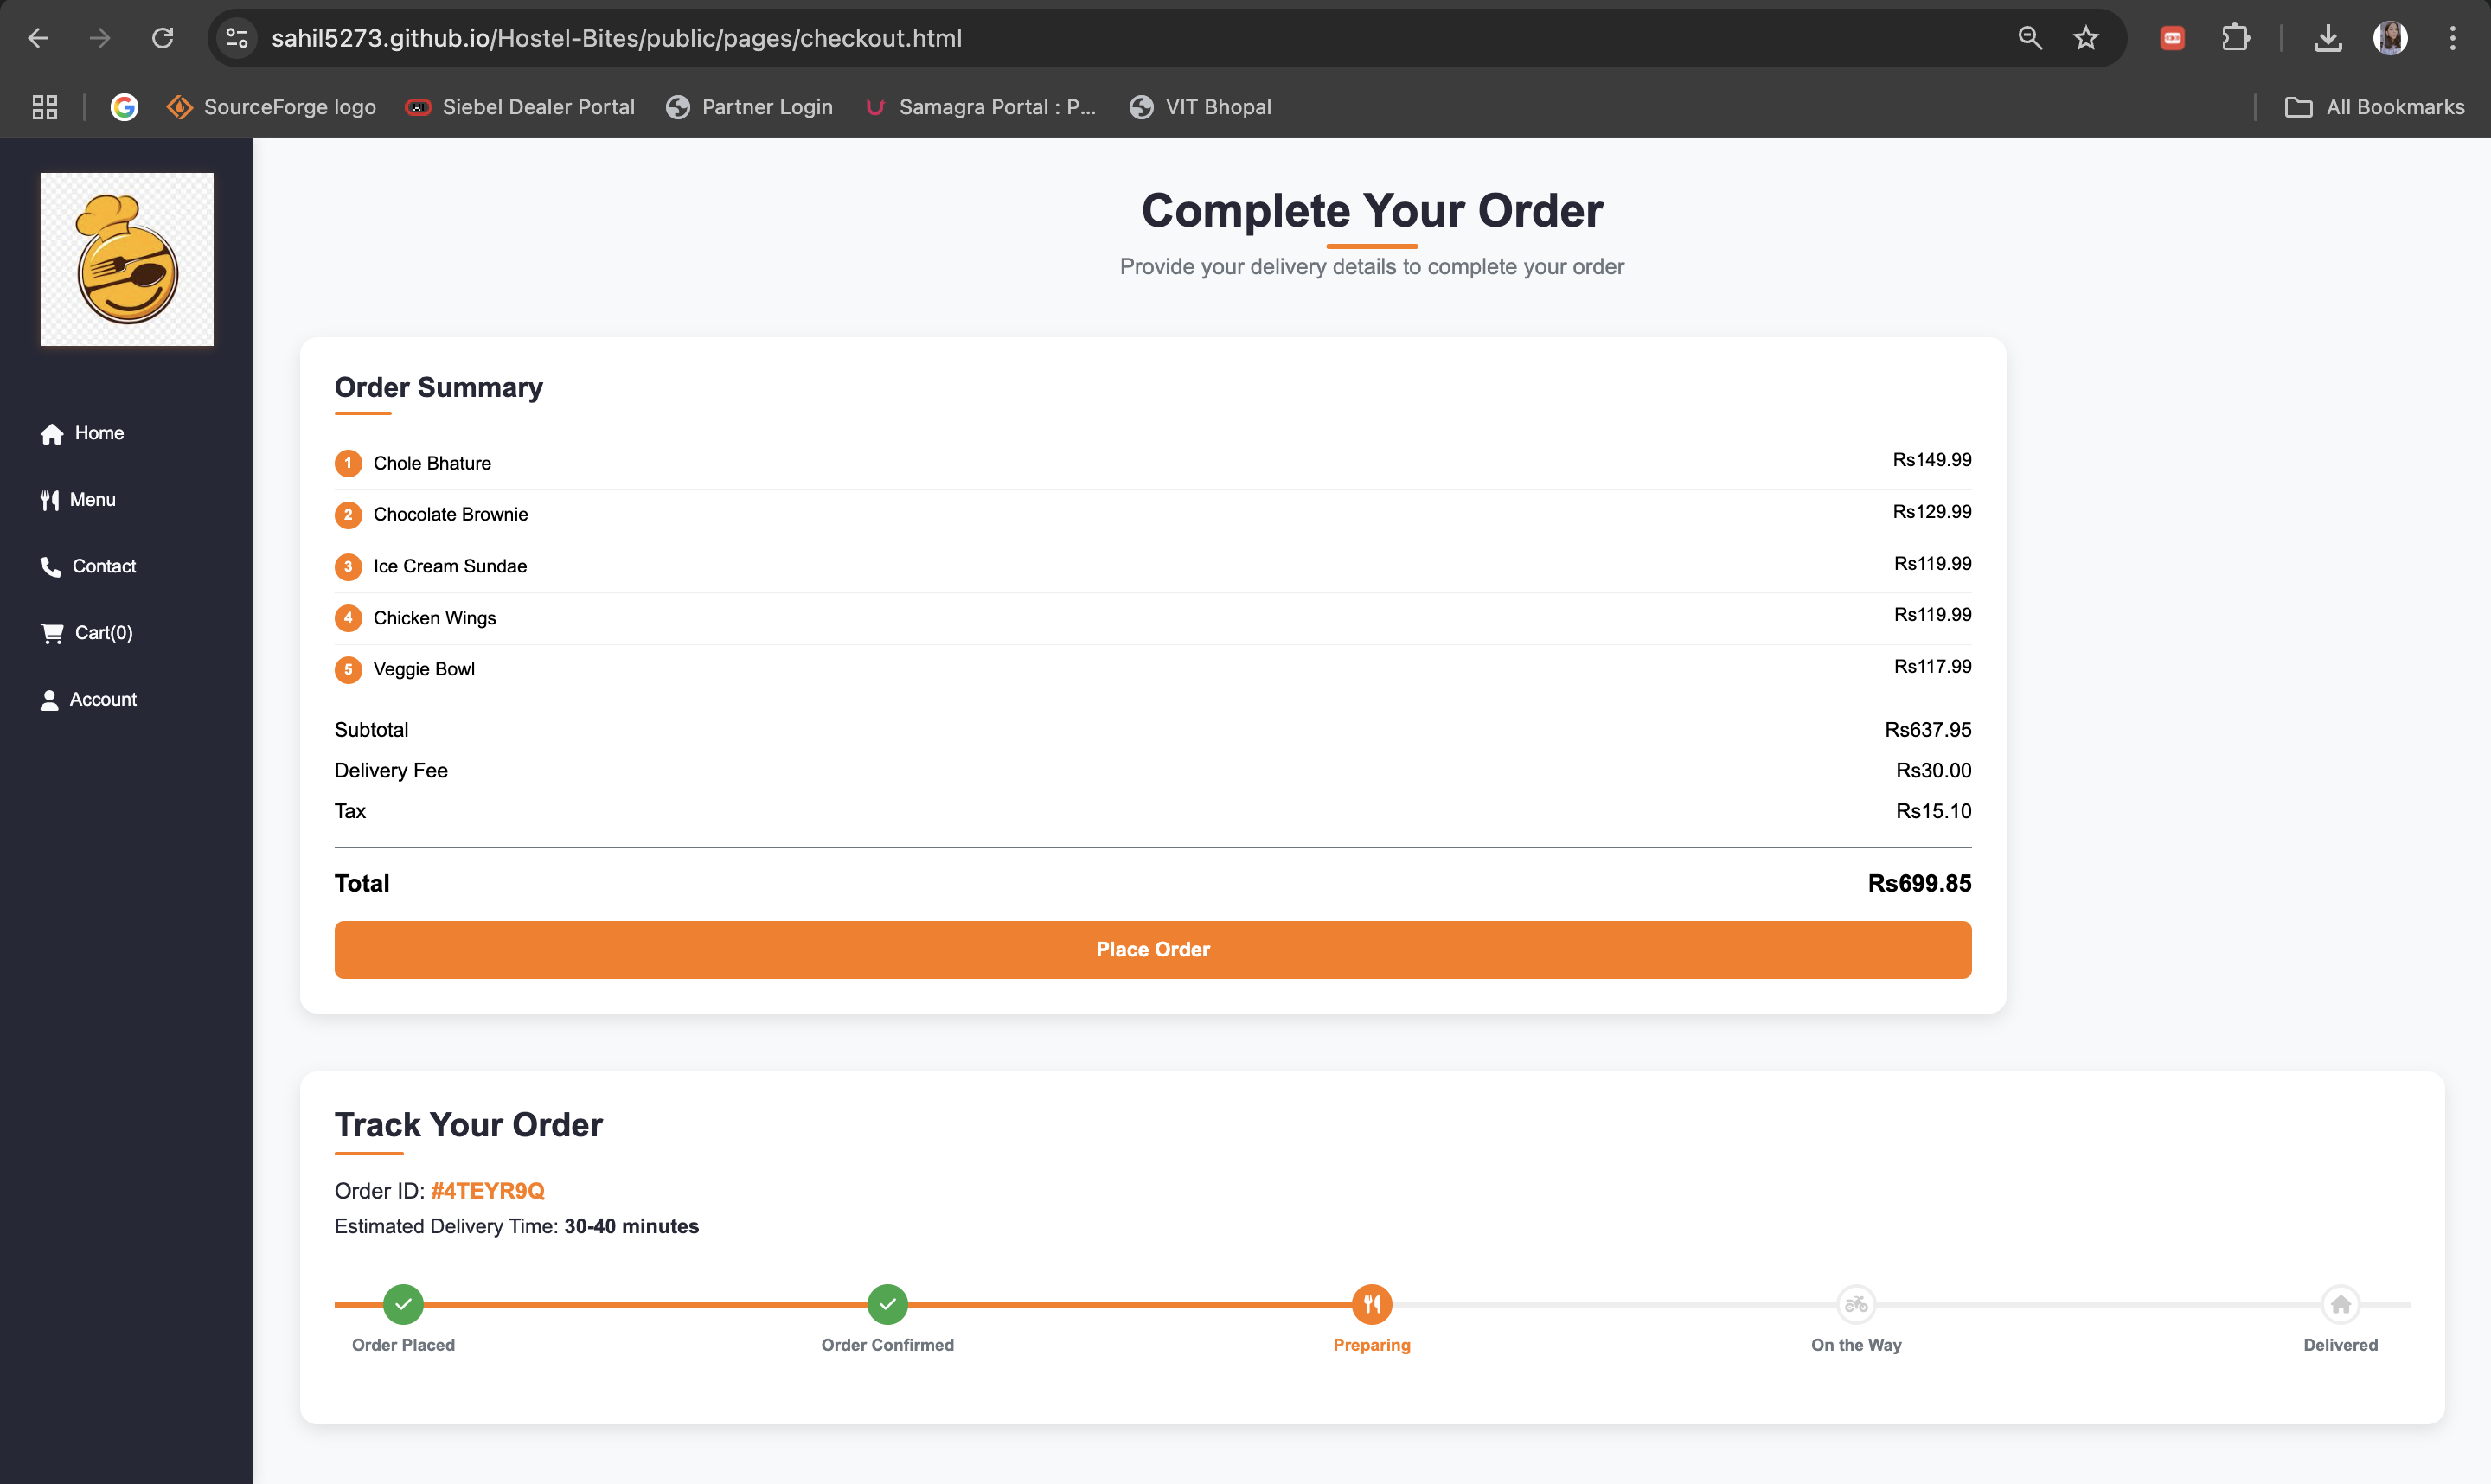 sahil5273.github.io/Hostel-Bites/public/pages/checkout.html
SourceForge logo
Siebel Dealer Portal
Partner Login
Samagra Portal : P...
VIT Bhopal
All Bookmarks
Home
Menu
Contact
Cart(0)
Account
Complete Your Order
Provide your delivery details to complete your order
Order Summary
1 Chole Bhature Rs149.99
2 Chocolate Brownie Rs129.99
3 Ice Cream Sundae Rs119.99
4 Chicken Wings Rs119.99
5 Veggie Bowl Rs117.99
Subtotal Rs637.95
Delivery Fee Rs30.00
Tax Rs15.10
Total Rs699.85
Place Order
Track Your Order
Order ID: #4TEYR9Q
Estimated Delivery Time: 30-40 minutes
Order Placed
Order Confirmed
Preparing
On the Way
Delivered